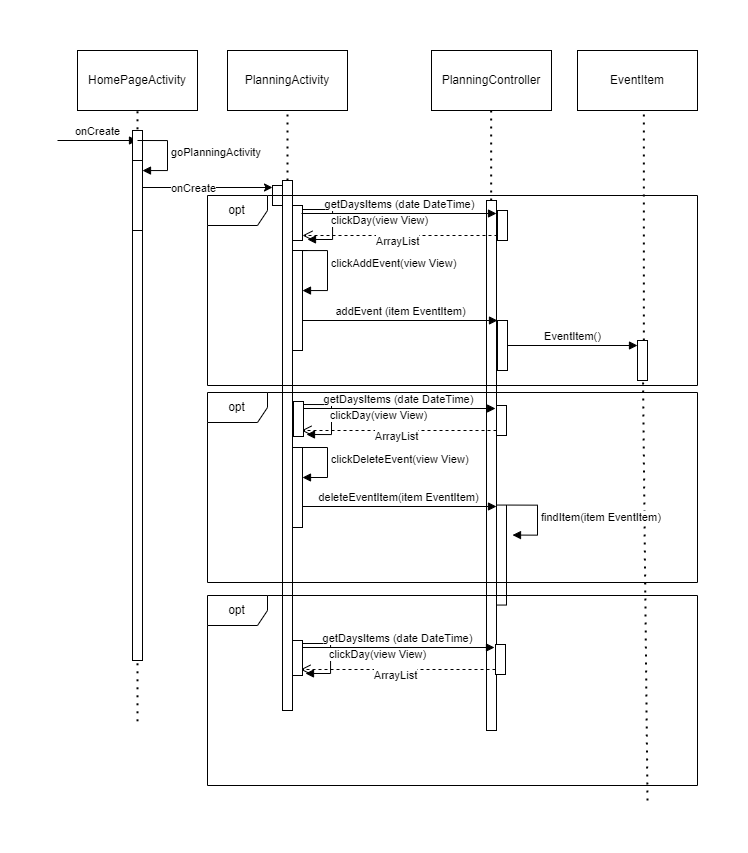 HomePageActivity
PlanningActivity
PlanningController
EventItem
onCreate
goPlanningActivity
onCreate
opt
getDaysItems (date DateTime)
clickDay(view View)
ArrayList
clickAddEvent(view View)
addEvent (item EventItem)
EventItem()
opt
getDaysItems (date DateTime)
clickDay(view View)
ArrayList
clickDeleteEvent(view View)
deleteEventItem(item EventItem)
findItem(item EventItem)
opt
getDaysItems (date DateTime)
clickDay(view View)
ArrayList